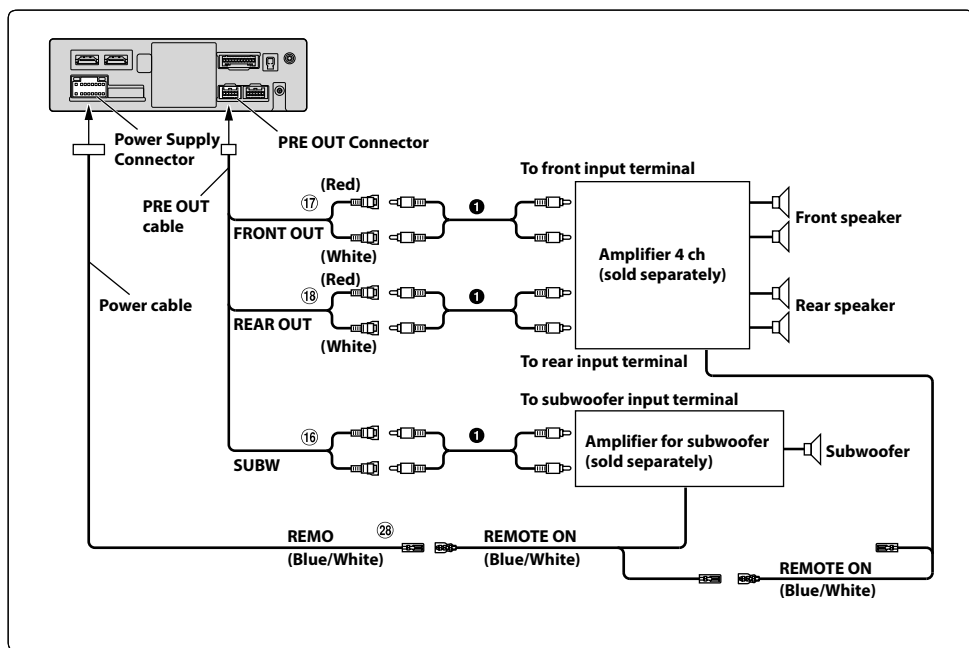 Power Supply
Connector
PRE OUT Connector
PRE OUT
cable
Power cable
⑰
(Red)
FRONT OUT
(White)
❶
To front input terminal
Amplifier 4 ch
(sold separately)
Front speaker
⑱
(Red)
REAR OUT
(White)
❶
Rear speaker
To rear input terminal
To subwoofer input terminal
⑯
SUBW
❶
Amplifier for subwoofer
(sold separately)
Subwoofer
REMO
㉘
(Blue/White)
REMOTE ON
(Blue/White)
REMOTE ON
(Blue/White)